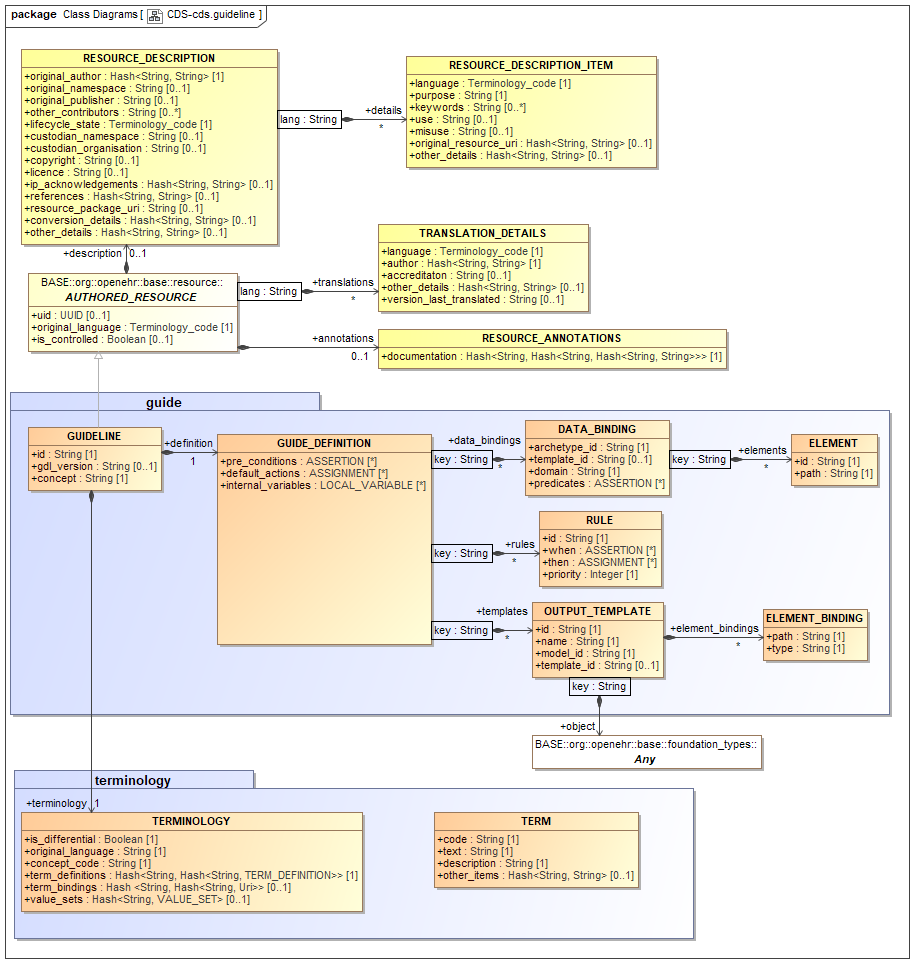 package Class Diagrams [ CDS-cds.guideline ]
RESOURCE_DESCRIPTION
+original_author : Hash<String, String> [1]
+original_namespace : String [0..1]
+original_publisher : String [0..1]
+other_contributors : String [0..*]
+lifecycle_state : Terminology_code [1]
+custodian_namespace : String [0..1]
+custodian_organisation : String [0..1]
+copyright : String [0..1]
+licence : String [0..1]
+ip_acknowledgements : Hash<String, String> [0..1]
+references : Hash<String, String> [0..1]
+resource_package_uri : String [0..1]
+conversion_details : Hash<String, String> [0..1]
+other_details : Hash<String, String> [0..1]
lang : String
+details
*
RESOURCE_DESCRIPTION_ITEM
+language : Terminology_code [1]
+purpose : String [1]
+keywords : String [0..*]
+use : String [0..1]
+misuse : String [0..1]
+original_resource_uri : Hash<String, String> [0..1]
+other_details : Hash<String, String> [0..1]
+description 0..1
BASE::org::openehr::base::resource::
AUTHORED_RESOURCE
+uid : UUID [0..1]
+original_language : Terminology_code [1]
+is_controlled : Boolean [0..1]
lang : String
+translations
*
TRANSLATION_DETAILS
+language : Terminology_code [1]
+author : Hash<String, String> [1]
+accreditaton : String [0..1]
+other_details : Hash<String, String> [0..1]
+version_last_translated : String [0..1]
+annotations
0..1
RESOURCE_ANNOTATIONS
+documentation : Hash<String, Hash<String, Hash<String, String>>> [1]
guide
GUIDELINE
+id : String [1]
+gdl_version : String [0..1]
+concept : String [1]
+definition
1
GUIDE_DEFINITION
+pre_conditions : ASSERTION [*]
+default_actions : ASSIGNMENT [*]
+internal_variables : LOCAL_VARIABLE [*]
key : String
+data_bindings
*
DATA_BINDING
+archetype_id : String [1]
+template_id : String [0..1]
+domain : String [1]
+predicates : ASSERTION [*]
key : String
+elements
*
ELEMENT
+id : String [1]
+path : String [1]
key : String
+rules
*
RULE
+id : String [1]
+when : ASSERTION [*]
+then : ASSIGNMENT [*]
+priority : Integer [1]
key : String
+templates
*
OUTPUT_TEMPLATE
+id : String [1]
+name : String [1]
+model_id : String [1]
+template_id : String [0..1]
+element_bindings
*
ELEMENT_BINDING
+path : String [1]
+type : String [1]
key : String
+object
BASE::org::openehr::base::foundation_types::
Any
terminology
+terminology 1
TERMINOLOGY
+is_differential : Boolean [1]
+original_language : String [1]
+concept_code : String [1]
+term_definitions : Hash<String, Hash<String, TERM_DEFINITION>> [1]
+term_bindings : Hash <String, Hash<String, Uri>> [0..1]
+value_sets : Hash<String, VALUE_SET> [0..1]
TERM
+code : String [1]
+text : String [1]
+description : String [1]
+other_items : Hash<String, String> [0..1]